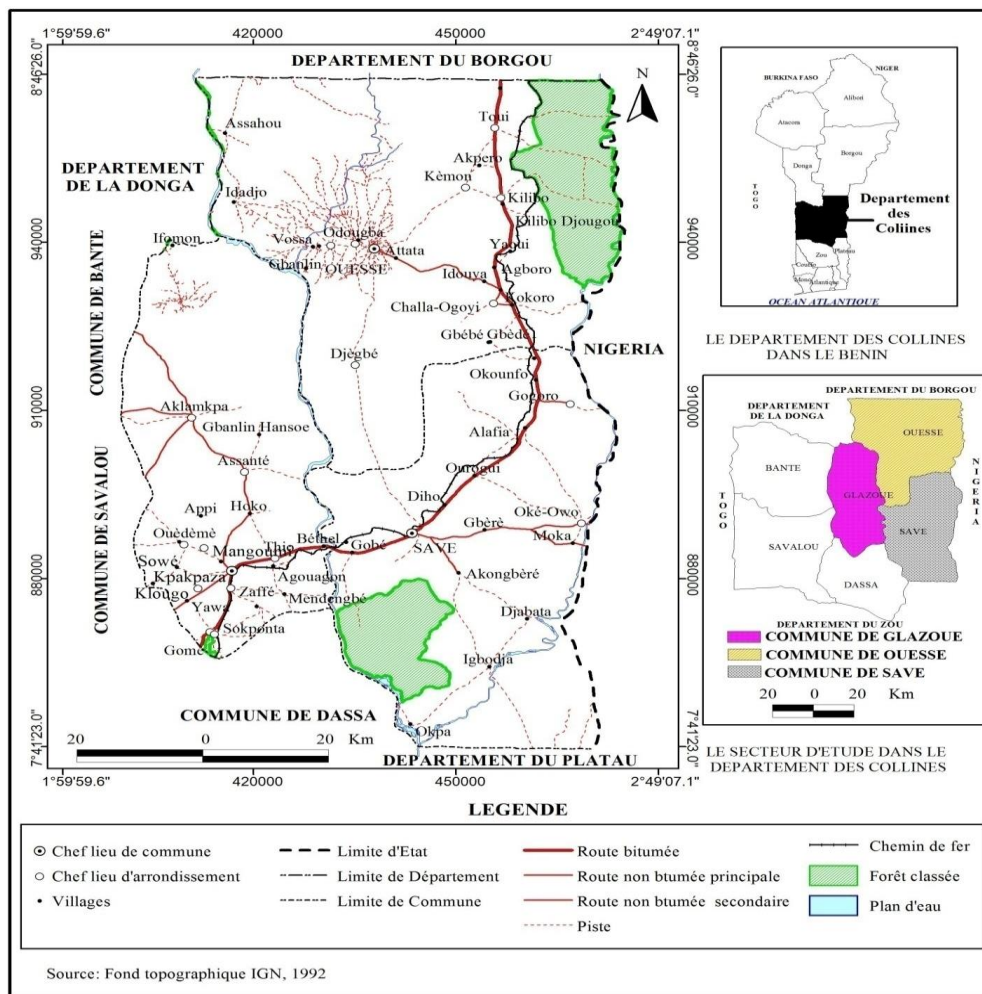 1°59'59.6"
420000
450000
2°49'07.1"
8°46'26.0"
8°46'26.0"
DEPARTEMENT DU BORGOU
N
Toui
Assahou
DEPARTEMENT
DE LA DONGA
Akpero
Kèmon
Idadjo
Kilibo
Kilibo Djougou
Ifomon
Odougba
Vossa
Attata
Yaoui
940000
940000
Gbanlin
OUESSE
Idouya
Agboro
Kokoro
Challa-Ogoyi
Gbébé
Gbèdé
Djègbé
NIGERIA
COMMUNE DE BANTE
Okounfo
Gogoro
Aklamkpa
910000
910000
Gbanlin
Hansoe
Alafia
Assanté
Ourogui
Diho
Oké-Owo
Appi
Hoko
Gbèrè
Ouèdèmè
Béthel
Gobé
SAVE
Moka
Mangoumi
Thio
Sowé
Kpakpaza
Agouagon
Akongbèré
880000
880000
Klougo
Zaffé
Mendengbé
Yawa
Djabata
COMMUNE DE SAVALOU
Sokponta
Gomé
Igbodja
COMMUNE DE DASSA
Okpa
DEPARTEMENT DU PLATAU
20 0 20 Km
7°41'23.0"
7°41'23.0"
1°59'59.6"
420000
450000
2°49'07.1"
BURKINA FASO
NIGER
Alibori
Atacora
Borgou
Donga
TOGO
Departement
des
Coliines
Zou
Plateau
Couffo
Mono
Atlantique
OCEAN ATLANTIQUE
LE DEPARTEMENT DES COLLINES
DANS LE BENIN
DEPARTEMENT DU BORGOU
DEPARTEMENT
DE LA DONGA
OUESSE
BANTE
GLAZOUE
NIGERIA
TOGO
SAVE
SAVALOU
DASSA
DEPARTEMENT DU ZOU
COMMUNE DE GLAZOUE
COMMUNE DE OUESSE
COMMUNE DE SAVE
20 0 20 Km
LE SECTEUR D'ETUDE DANS LE
DEPARTEMENT DES COLLINES
LEGENDE
Chef lieu de commune
Chef lieu d'arrondissement
Villages
Limite d'Etat
Limite de Département
Limite de Commune
Route bitumée
Route non btumée principale
Route non btumée secondaire
Piste
Chemin de fer
Forêt classée
Plan d'eau
Source: Fond topographique IGN, 1992